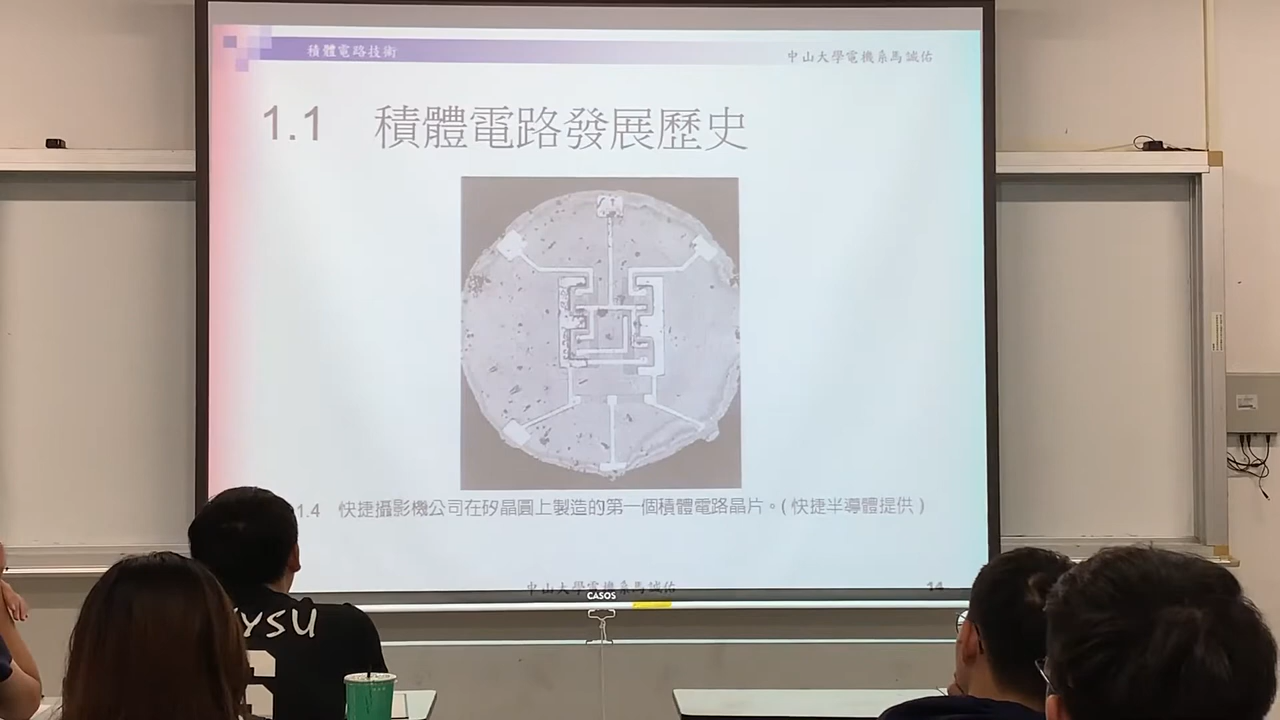 積體電路技術
中山大學電機系馬誠佑
1.1 積體電路發展歷史
1.4 快捷攝影機公司在矽晶圓上製造的第一個積體電路晶片。(快捷半導體提供)
中山大學電機系馬誠佑
14
CASOS
YSU